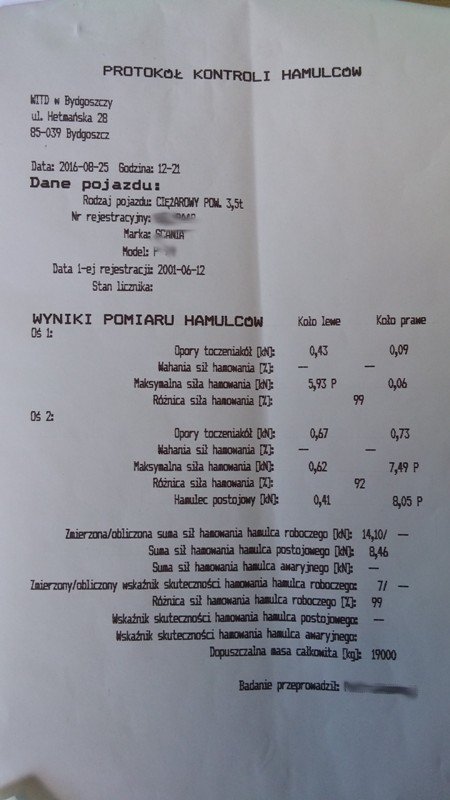 PROTOKÓŁ KONTROLI HAMULCÓW
WITD w Bydgoszczy
ul. Hetmańska 28
85-039 Bydgoszcz
Data: 2016-08-25 Godzina: 12-21
Dane pojazdu:
Rodzaj pojazdu: CIĘŻAROWY POW. 3,5t
Nr rejestracyjny:
Marka: SCANIA
Model: P
Data 1-ej rejestracji: 2001-06-12
Stan licznika:
WYNIKI POMIARU HAMULCÓW Koło lewe Koło prawe
Oś 1:
Opory toczeniakół [kN]: 0,43 0,09
Wahania sił hamowania [%]: — —
Maksymalna siła hamowania [kN]: 5,93 P 0,06
Różnica siła hamowania [%]: 99
Oś 2:
Opory toczeniakół [kN]: 0,67 0,73
Wahania sił hamowania [%]: — —
Maksymalna siła hamowania [kN]: 0,62 7,49 P
Różnica siła hamowania [%]: 92
Hamulec postojowy [kN]: 0,41 8,05 P
Zmierzona/obliczona suma sił hamowania hamulca roboczego [kN]: 14,10/ —
Suma sił hamowania hamulca postojowego [kN]: 8,46
Suma sił hamowania hamulca awaryjnego [kN]: —
Zmierzony/obliczony wskaźnik skuteczności hamowania hamulca roboczego: 7/ —
Różnica sił hamowania hamulca roboczego [%]: 99
Wskaźnik skuteczności hamowania hamulca postojowego: —
Wskaźnik skuteczności hamowania hamulca awaryjnego:
Dopuszczalna masa całkowita [kg]: 19000
Badanie przeprowadził: